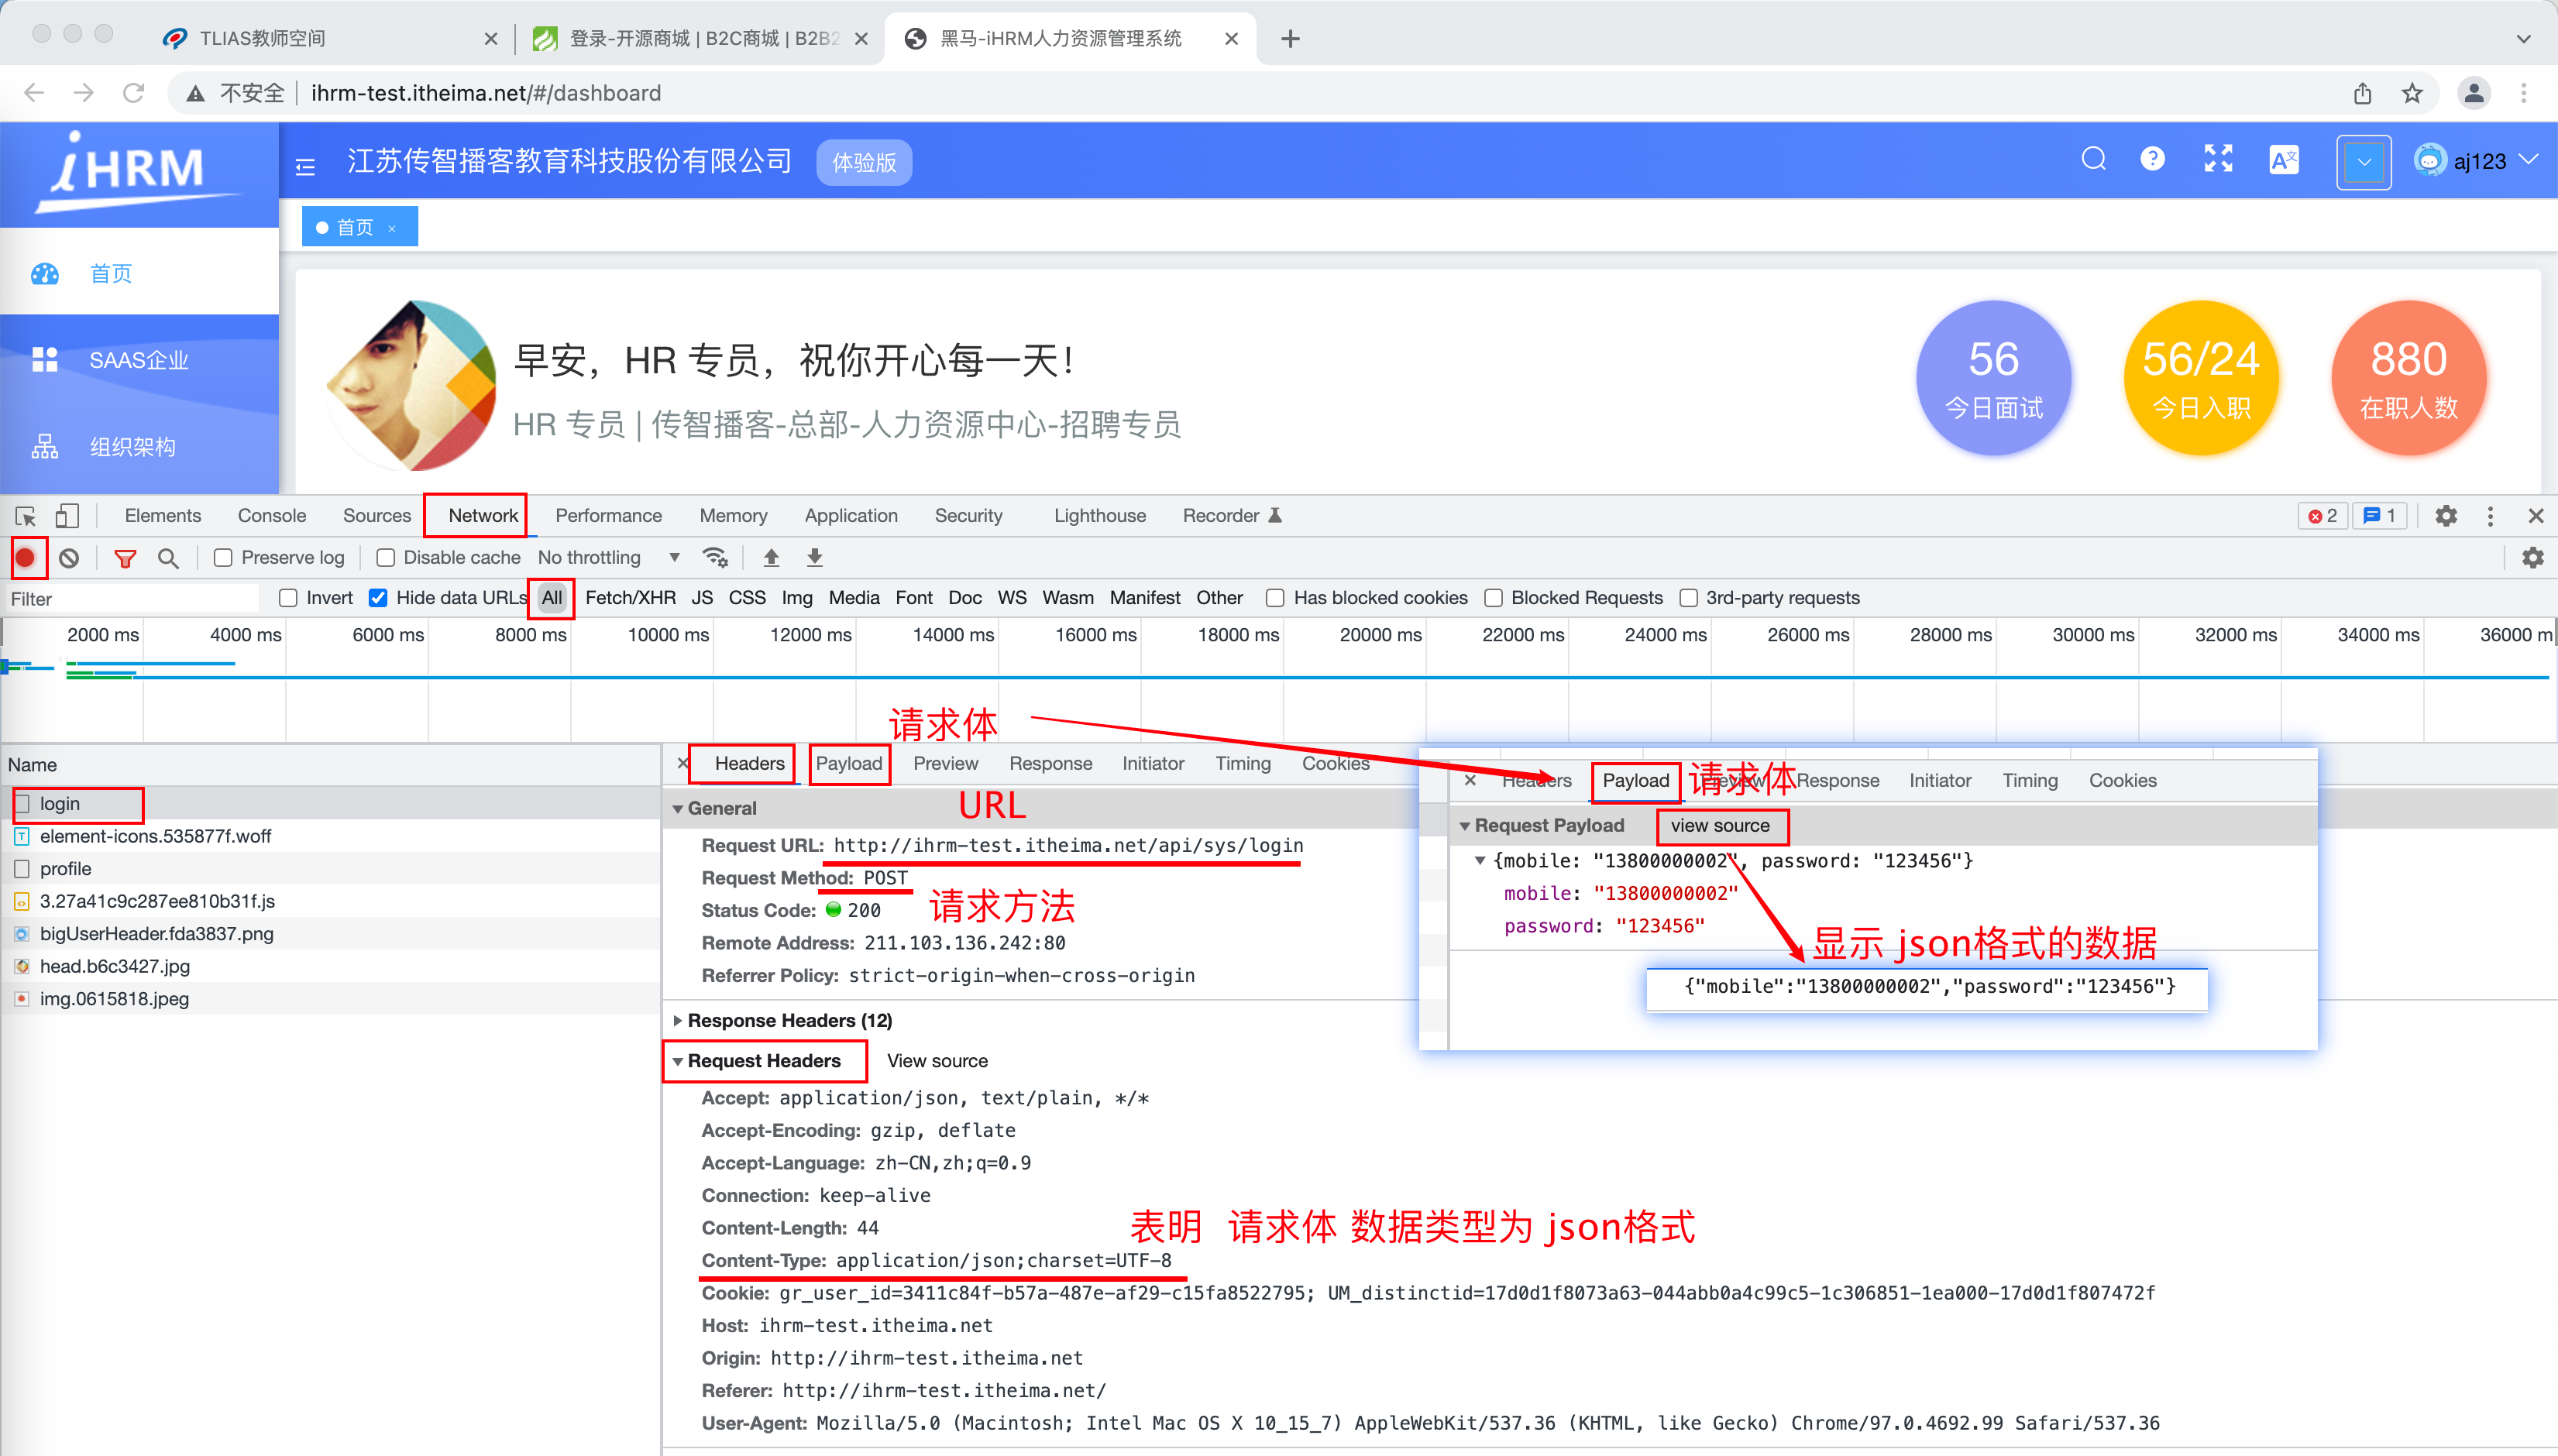 TLIAS教师空间
登录-开源商城 | B2C商城 | B2B2
黑马-iHRM人力资源管理系统
不安全 ihrm-test.itheima.net/#/dashboard
iHRM
江苏传智播客教育科技股份有限公司 体验版
aj123
首页
首页
SAAS企业
组织架构
早安，HR 专员，祝你开心每一天！
HR 专员 | 传智播客-总部-人力资源中心-招聘专员
56
今日面试
56/24
今日入职
880
在职人数
Elements Console Sources Network Performance Memory Application Security Lighthouse Recorder 2 1
Preserve log Disable cache No throttling
Filter Invert Hide data URLs All Fetch/XHR JS CSS Img Media Font Doc WS Wasm Manifest Other Has blocked cookies Blocked Requests 3rd-party requests
2000 ms 4000 ms 6000 ms 8000 ms 10000 ms 12000 ms 14000 ms 16000 ms 18000 ms 20000 ms 22000 ms 24000 ms 26000 ms 28000 ms 30000 ms 32000 ms 34000 ms 36000 m
请求体
Name
login
element-icons.535877f.woff
profile
3.27a41c9c287ee810b31f.js
bigUserHeader.fda3837.png
head.b6c3427.jpg
img.0615818.jpeg
Headers Payload Preview Response Initiator Timing Cookies
General
URL
Request URL: http://ihrm-test.itheima.net/api/sys/login
Request Method: POST
请求方法
Status Code: 200
Remote Address: 211.103.136.242:80
Referrer Policy: strict-origin-when-cross-origin
Response Headers (12)
Request Headers View source
Accept: application/json, text/plain, */*
Accept-Encoding: gzip, deflate
Accept-Language: zh-CN,zh;q=0.9
Connection: keep-alive
Content-Length: 44
表明 请求体 数据类型为 json格式
Content-Type: application/json;charset=UTF-8
Cookie: gr_user_id=3411c84f-b57a-487e-af29-c15fa8522795; UM_distinctid=17d0d1f8073a63-044abb0a4c99c5-1c306851-1ea000-17d0d1f807472f
Host: ihrm-test.itheima.net
Origin: http://ihrm-test.itheima.net
Referer: http://ihrm-test.itheima.net/
User-Agent: Mozilla/5.0 (Macintosh; Intel Mac OS X 10_15_7) AppleWebKit/537.36 (KHTML, like Gecko) Chrome/97.0.4692.99 Safari/537.36
Headers Payload Preview Response Initiator Timing Cookies
请求体
Request Payload view source
{mobile: "13800000002", password: "123456"}
mobile: "13800000002"
password: "123456"
显示 json格式的数据
{"mobile":"13800000002","password":"123456"}